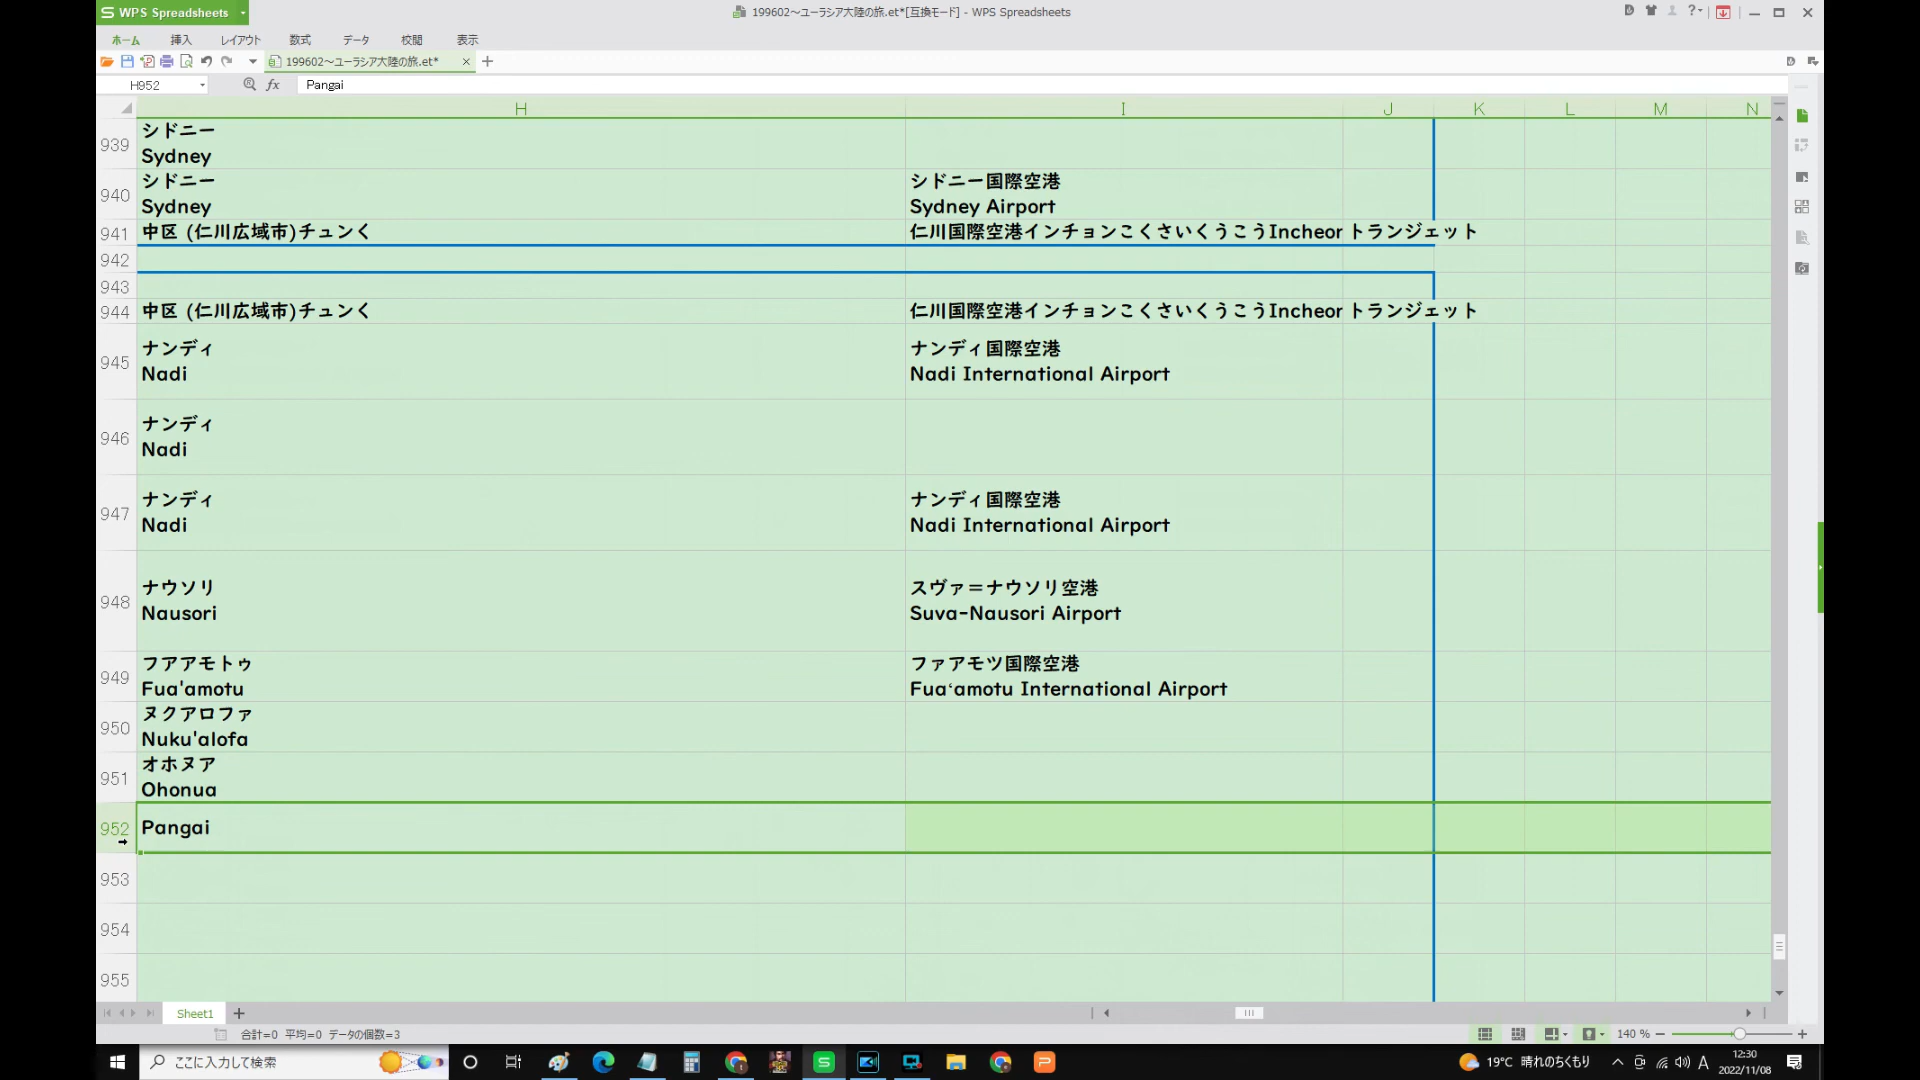 WPS Spreadsheets
199602～ユーラシア大陸の旅.et*[互換モード] - WPS Spreadsheets
ホーム 挿入 レイアウト 数式 データ 校閲 表示
199602～ユーラシア大陸の旅.et*
H952 fx Pangai
H I J K L M N
939 シドニー
Sydney
940 シドニー シドニー国際空港
Sydney Sydney Airport
941 中区 (仁川広域市)チュンく 仁川国際空港インチョンこくさいくうこうIncheor トランジェット
942
943
944 中区 (仁川広域市)チュンく 仁川国際空港インチョンこくさいくうこうIncheor トランジェット
945 ナンディ ナンディ国際空港
Nadi Nadi International Airport
946 ナンディ
Nadi
947 ナンディ ナンディ国際空港
Nadi Nadi International Airport
948 ナウソリ スヴァ＝ナウソリ空港
Nausori Suva-Nausori Airport
949 フアアモトゥ ファアモツ国際空港
Fua'amotu Fuaʻamotu International Airport
950 ヌクアロファ
Nuku'alofa
951 オホヌア
Ohonua
952 Pangai
953
954
955
Sheet1
合計=0 平均=0 データの個数=3 140 %
ここに入力して検索 19°C 晴れのちくもり A 12:30
2022/11/08